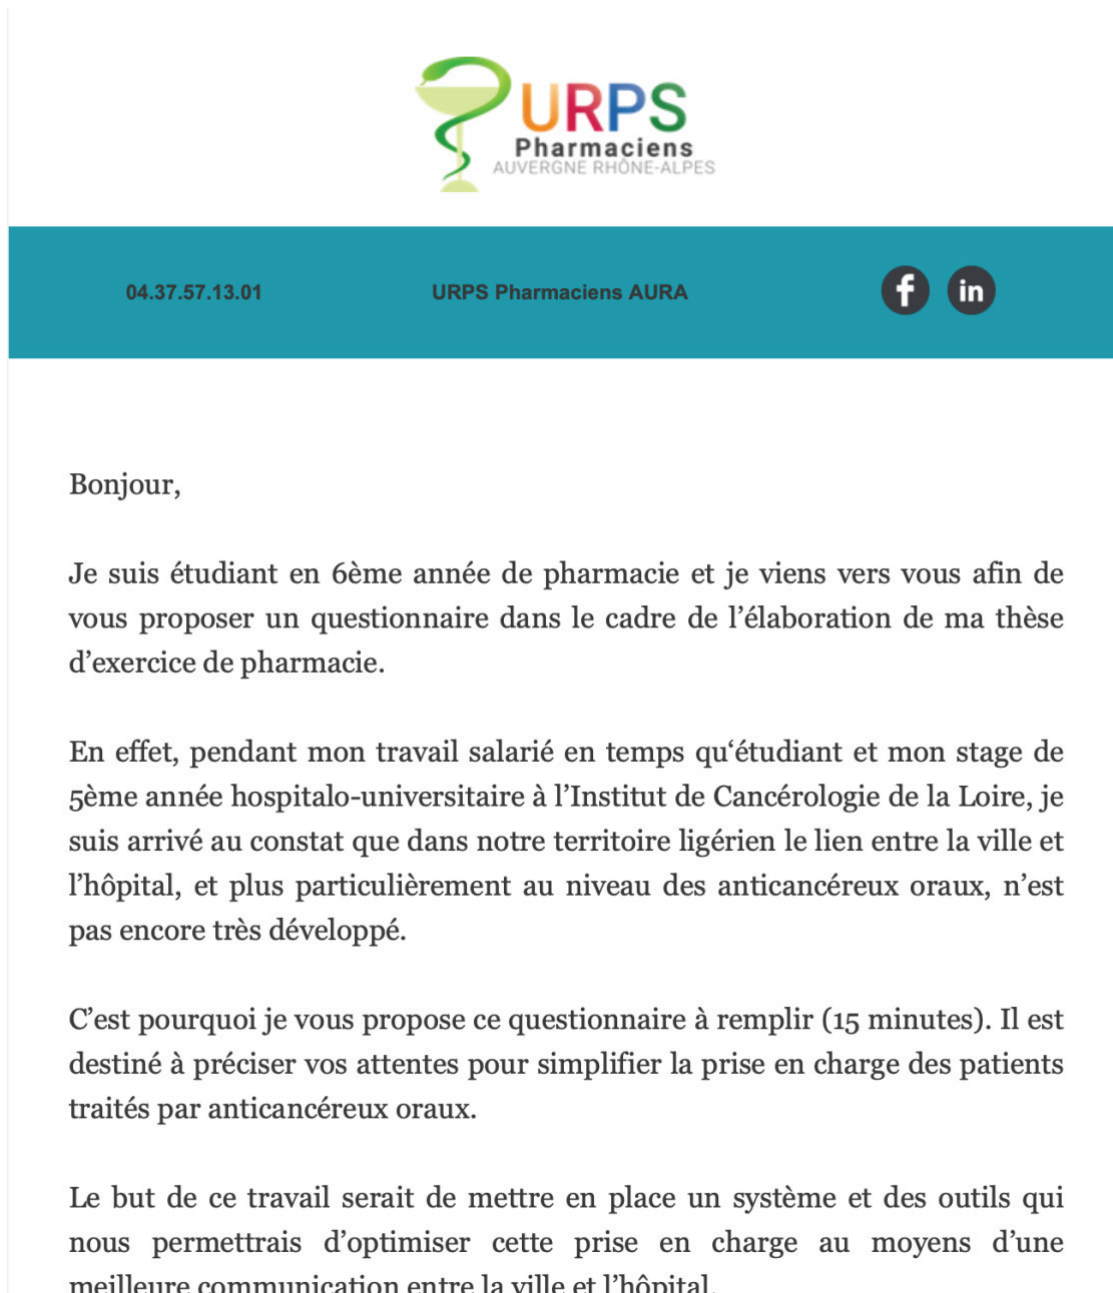 URPS
Pharmaciens
AUVERGNE RHÔNE-ALPES
04.37.57.13.01 URPS Pharmaciens AURA f in
Bonjour,
Je suis étudiant en 6ème année de pharmacie et je viens vers vous afin de
vous proposer un questionnaire dans le cadre de l’élaboration de ma thèse
d’exercice de pharmacie.
En effet, pendant mon travail salarié en temps qu‘étudiant et mon stage de
5ème année hospitalo-universitaire à l’Institut de Cancérologie de la Loire, je
suis arrivé au constat que dans notre territoire ligérien le lien entre la ville et
l’hôpital, et plus particulièrement au niveau des anticancéreux oraux, n’est
pas encore très développé.
C’est pourquoi je vous propose ce questionnaire à remplir (15 minutes). Il est
destiné à préciser vos attentes pour simplifier la prise en charge des patients
traités par anticancéreux oraux.
Le but de ce travail serait de mettre en place un système et des outils qui
nous permettrais d’optimiser cette prise en charge au moyens d’une
meilleure communication entre la ville et l’hôpital.